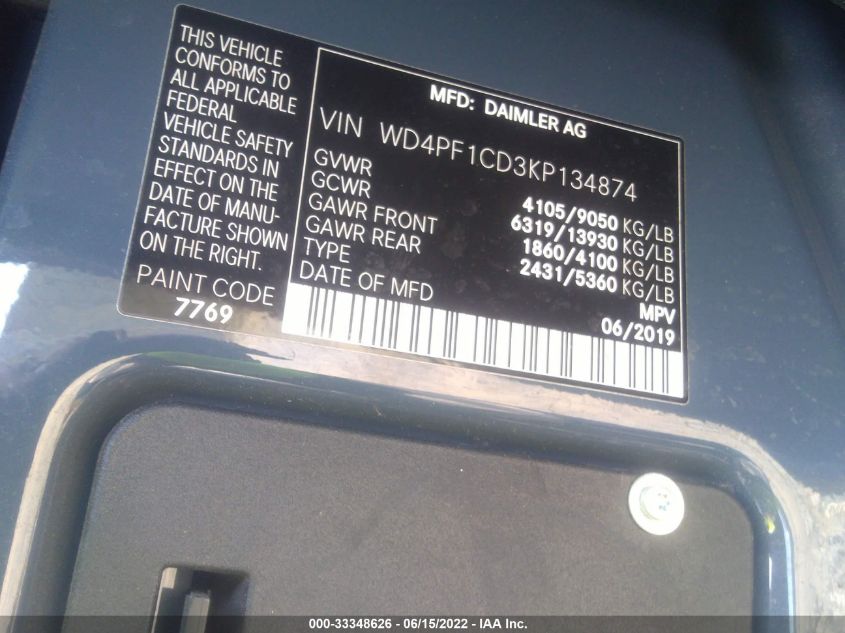 THIS VEHICLE
CONFORMS TO
ALL APPLICABLE
FEDERAL
VEHICLE SAFETY
STANDARDS IN
EFFECT ON THE
DATE OF MANU-
FACTURE SHOWN
ON THE RIGHT.
PAINT CODE
7769
MFD: DAIMLER AG
VIN WD4PF1CD3KP134874
GVWR 4105/9050 KG/LB
GCWR 6319/13930 KG/LB
GAWR FRONT 1860/4100 KG/LB
GAWR REAR 2431/5360 KG/LB
TYPE MPV
DATE OF MFD 06/2019
000-33348626 - 06/15/2022 - IAA Inc.